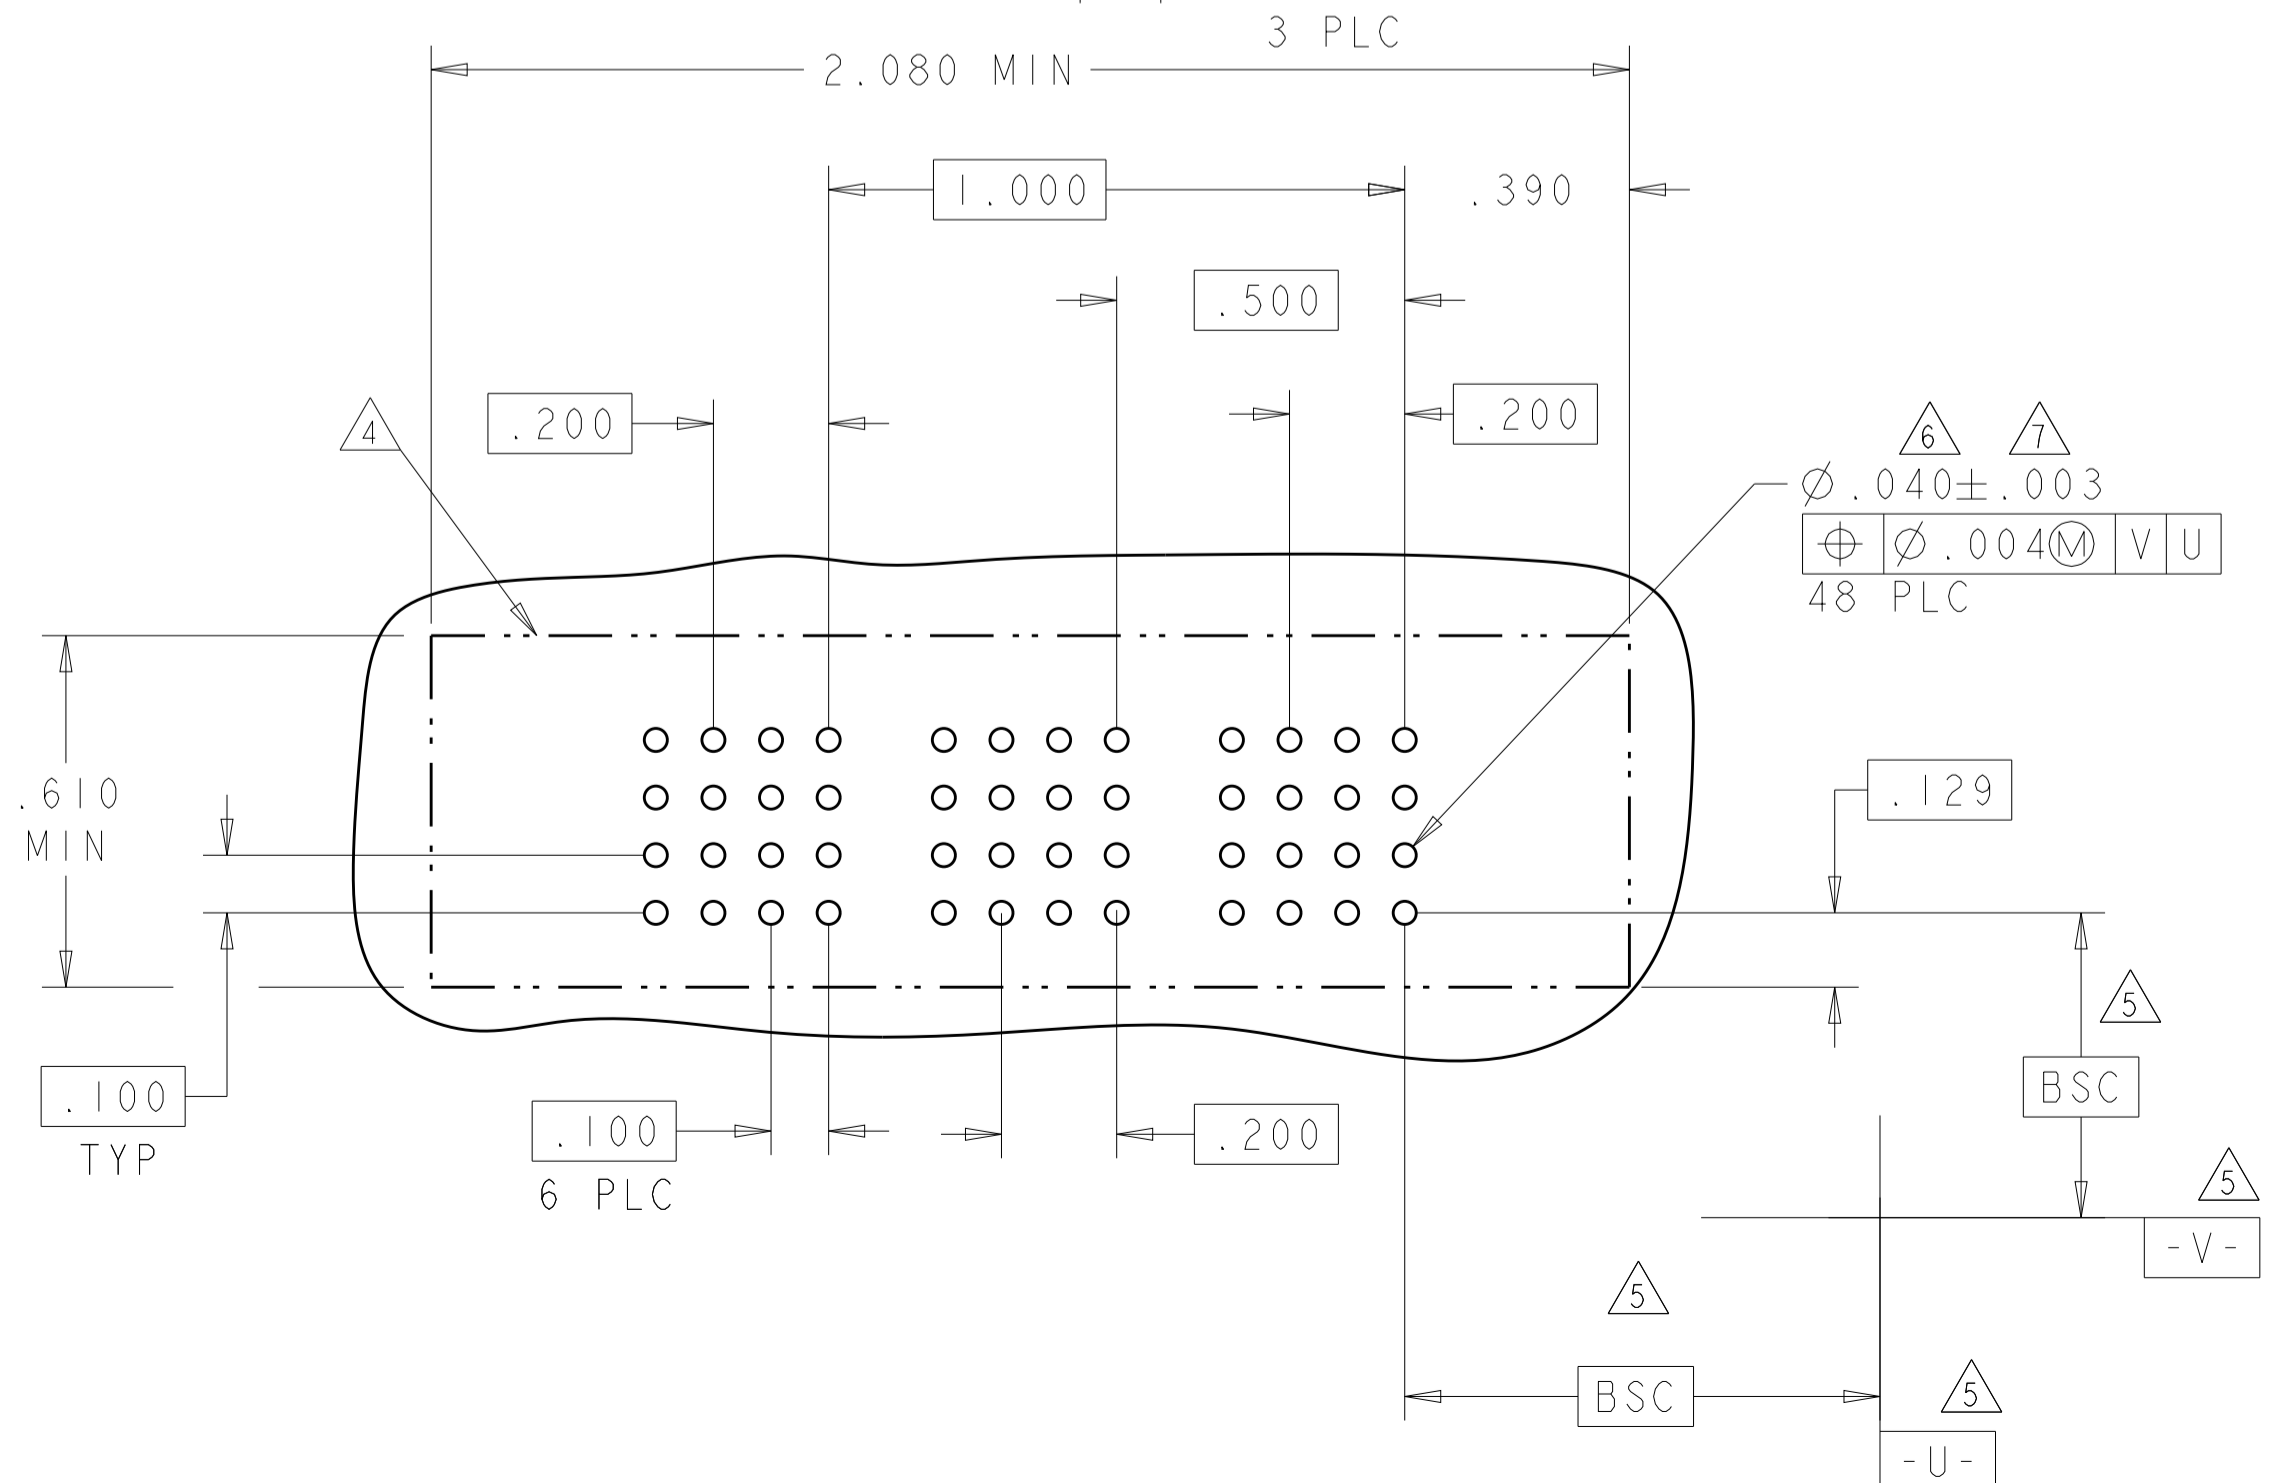 3 PLC
2.080 MIN
1.000
.390
.500
.200
.200
4
6 7
⌀.040±.003
⌖ ⌀.004Ⓜ V U
48 PLC
.610
MIN
.129
5
.100
TYP
.100
6 PLC
.200
BSC
5
-V-
5
BSC
5
-U-